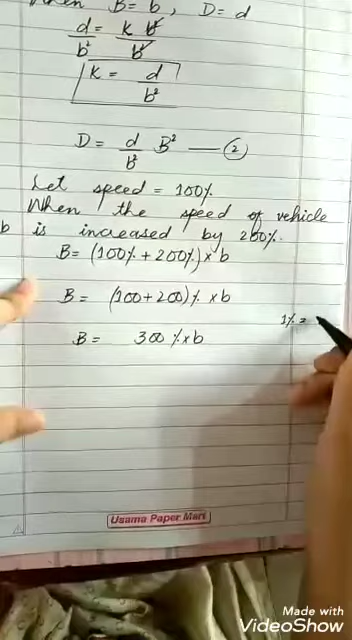 When B = b, D = d
d/b² = k b²/b²
K = d/b²
D = d/b² B² — ②
Let speed = 100%
When the speed of vehicle
b is increased by 200%.
B = (100% + 200%) × b
B = (100+200)% × b
1% =
B = 300% × b
Usama Paper Mart
Made with
VideoShow